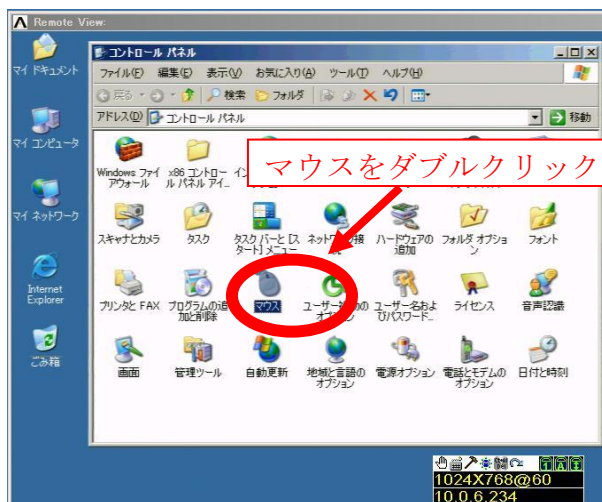 Remote View:
コントロール パネル
マイ ドキュメント
ファイル(F) 編集(E) 表示(V) お気に入り(A) ツール(T) ヘルプ(H)
戻る 検索 フォルダ
アドレス(D) コントロール パネル 移動
マイ コンピュータ
マウスをダブルクリック
Windows ファイ
アウォール
x86 コントロー
ル パネル アイ...
マイ ネットワーク
スキャナとカメラ
タスク
タスク バーと [ス
タート] メニュー
ハードウェアの
追加
フォルダ オプショ
ン
フォント
Internet
Explorer
プリンタと FAX
プログラムの追
加と削除
マウス
ユーザー補助の
オプション
ユーザー名およ
びパスワード...
ライセンス
音声認識
ごみ箱
画面
管理ツール
自動更新
地域と言語の
オプション
電源オプション
電話とモデムの
オプション
日付と時刻
1024X768@60
10.0.6.234